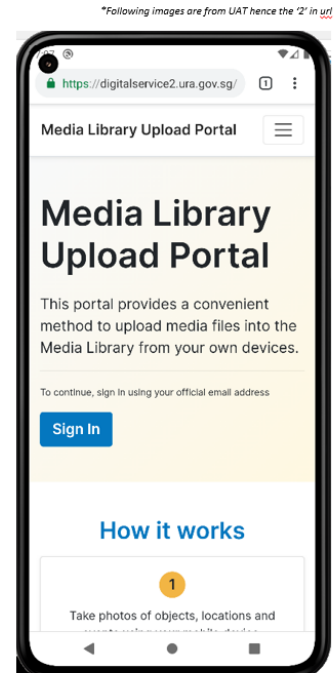 *Following images are from UAT hence the '2' in url
https://digitalservice2.ura.gov.sg/
1
Media Library Upload Portal
Media Library
Upload Portal
This portal provides a convenient
method to upload media files into the
Media Library from your own devices.
To continue, sign in using your official email address
Sign In
How it works
1
Take photos of objects, locations and